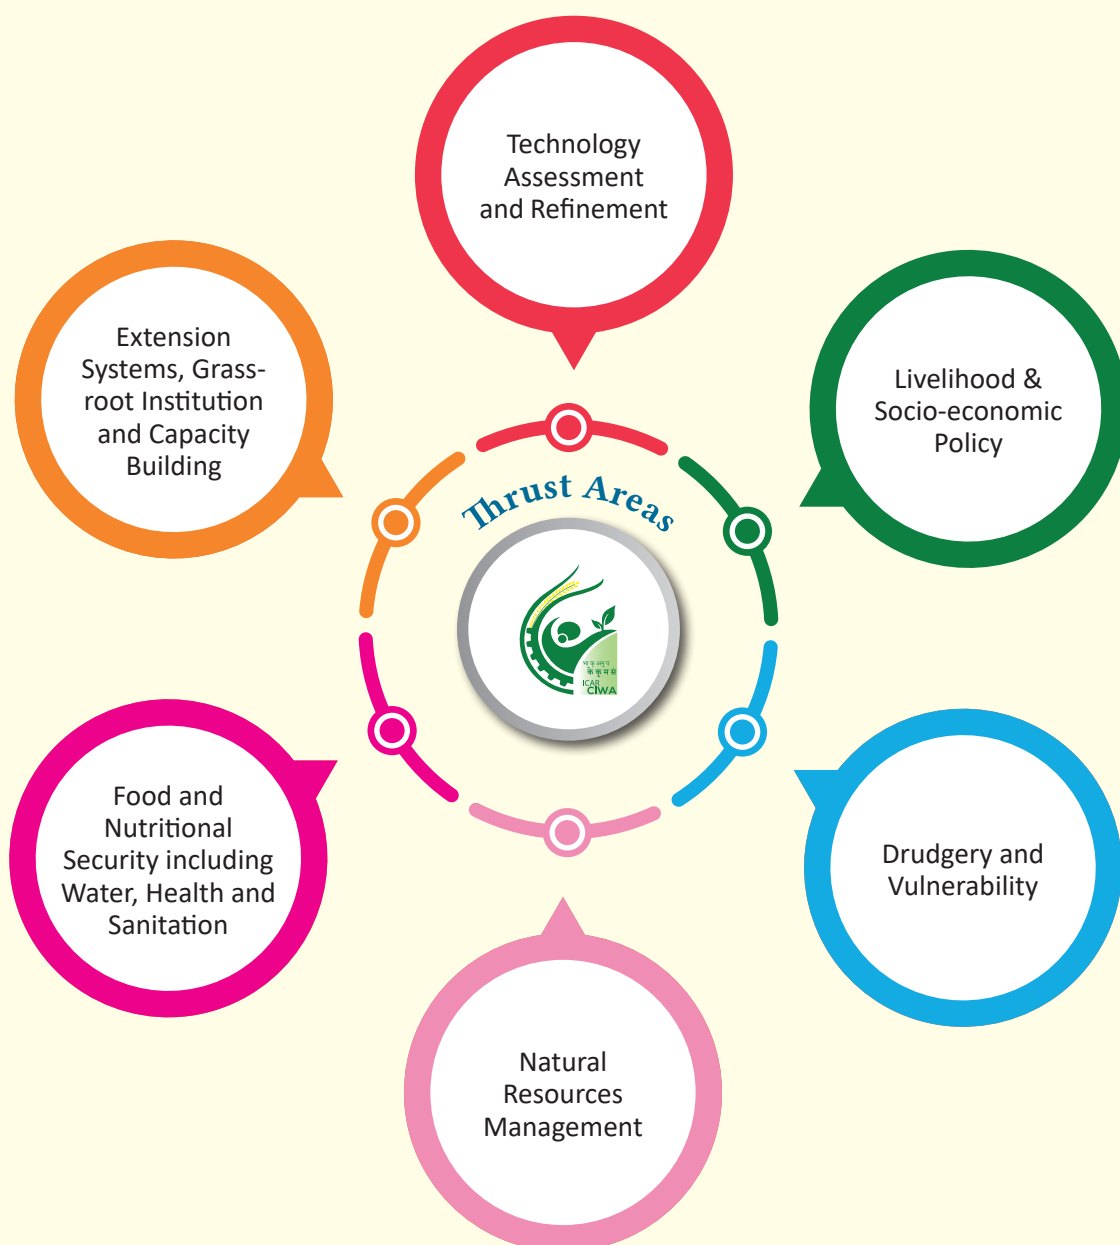 Technology
Assessment
and Refinement
Livelihood &
Socio-economic
Policy
Drudgery and
Vulnerability
Natural
Resources
Management
Food and
Nutritional
Security including
Water, Health and
Sanitation
Extension
Systems, Grass-
root Institution
and Capacity
Building
Thrust Areas
भा कृ अनु प
के कृ म सं
ICAR
CIWA